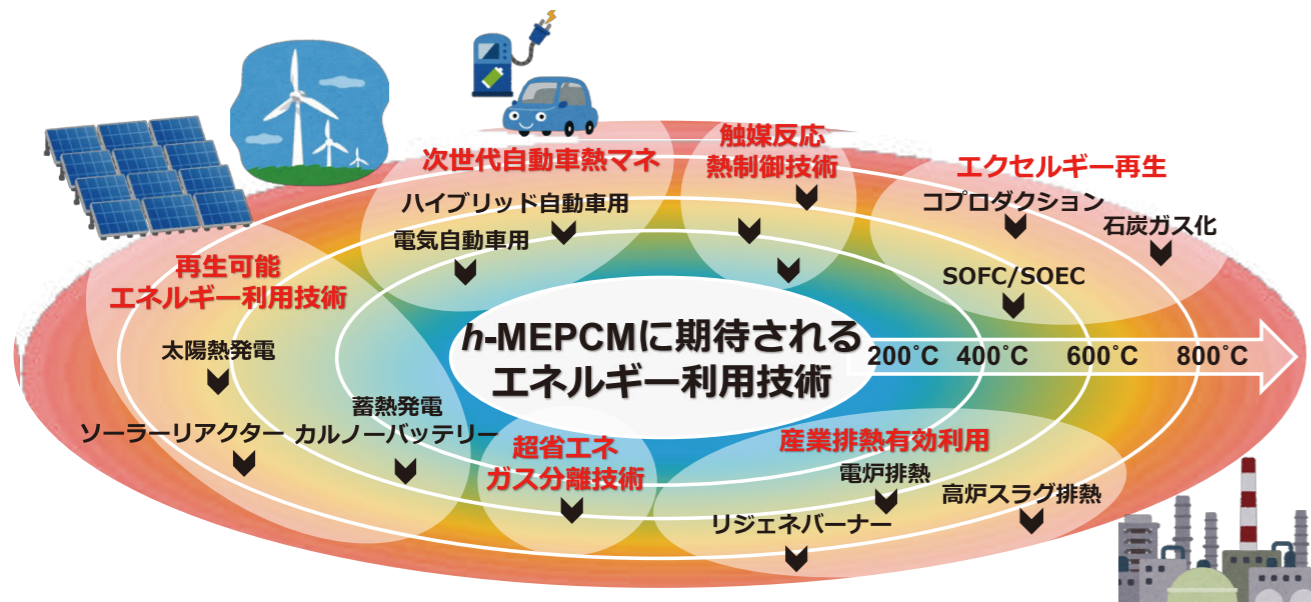 次世代自動車熱マネ
ハイブリッド自動車用
電気自動車用
触媒反応
熱制御技術
エクセルギー再生
コプロダクション
石炭ガス化
SOFC/SOEC
再生可能
エネルギー利用技術
太陽熱発電
ソーラーリアクター
蓄熱発電
カルノーバッテリー
h-MEPCMに期待される
エネルギー利用技術
200˚C 400˚C 600˚C 800˚C
超省エネ
ガス分離技術
産業排熱有効利用
電炉排熱
高炉スラグ排熱
リジェネバーナー